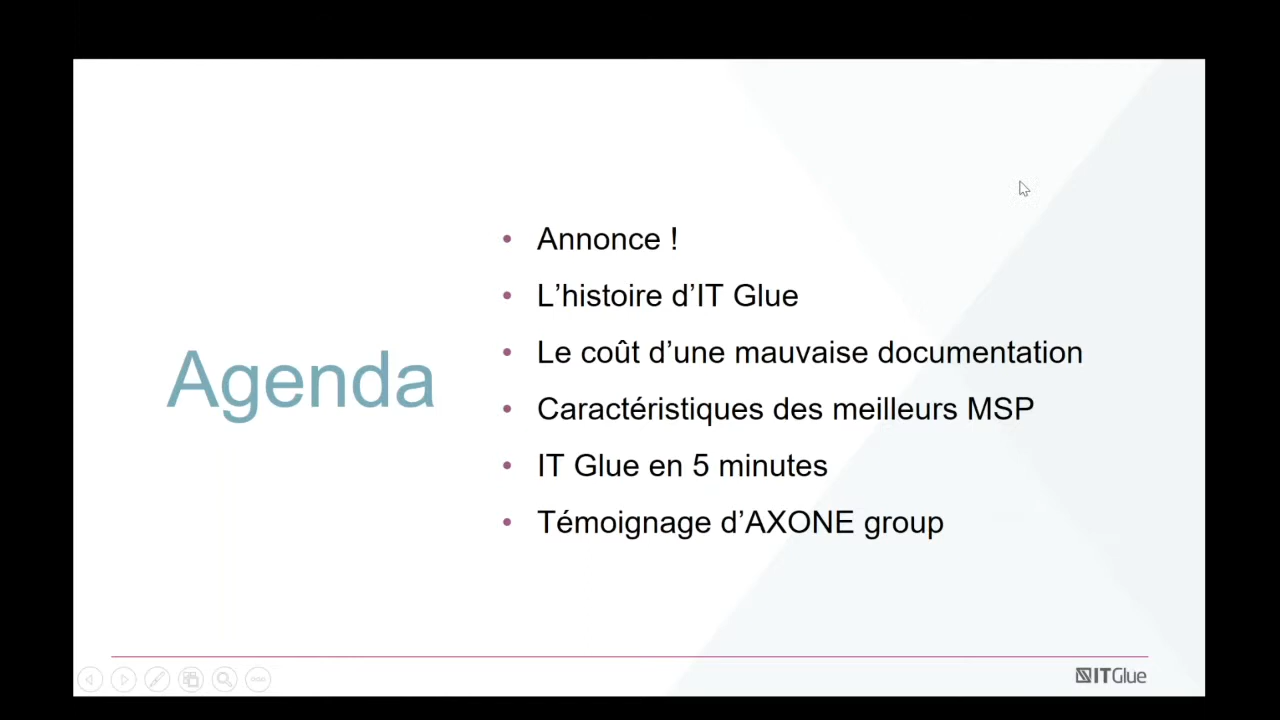 Agenda
Annonce !
L’histoire d’IT Glue
Le coût d’une mauvaise documentation
Caractéristiques des meilleurs MSP
IT Glue en 5 minutes
Témoignage d’AXONE group
ITGlue